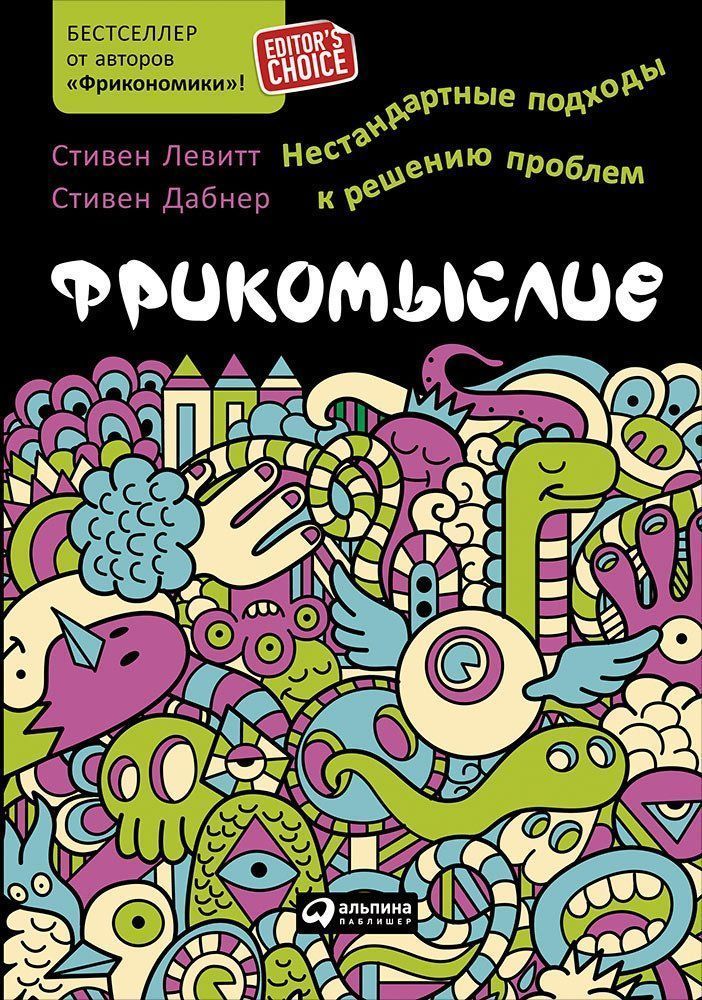 БЕСТСЕЛЛЕР
от авторов
«Фрикономики»!
EDITOR'S
CHOICE
Стивен Левитт
Стивен Дабнер
Нестандартные подходы
к решению проблем
Фрикомыслие
альпина
ПАБЛИШЕР